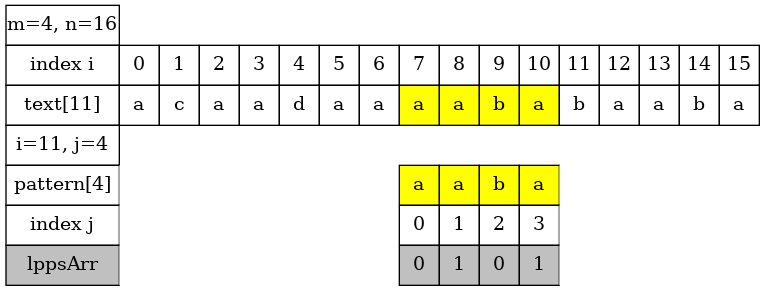 m=4, n=16
index i 0 1 2 3 4 5 6 7 8 9 10 11 12 13 14 15
text[11] a c a a d a a a a b a b a a b a
i=11, j=4
pattern[4] a a b a
index j 0 1 2 3
lppsArr 0 1 0 1